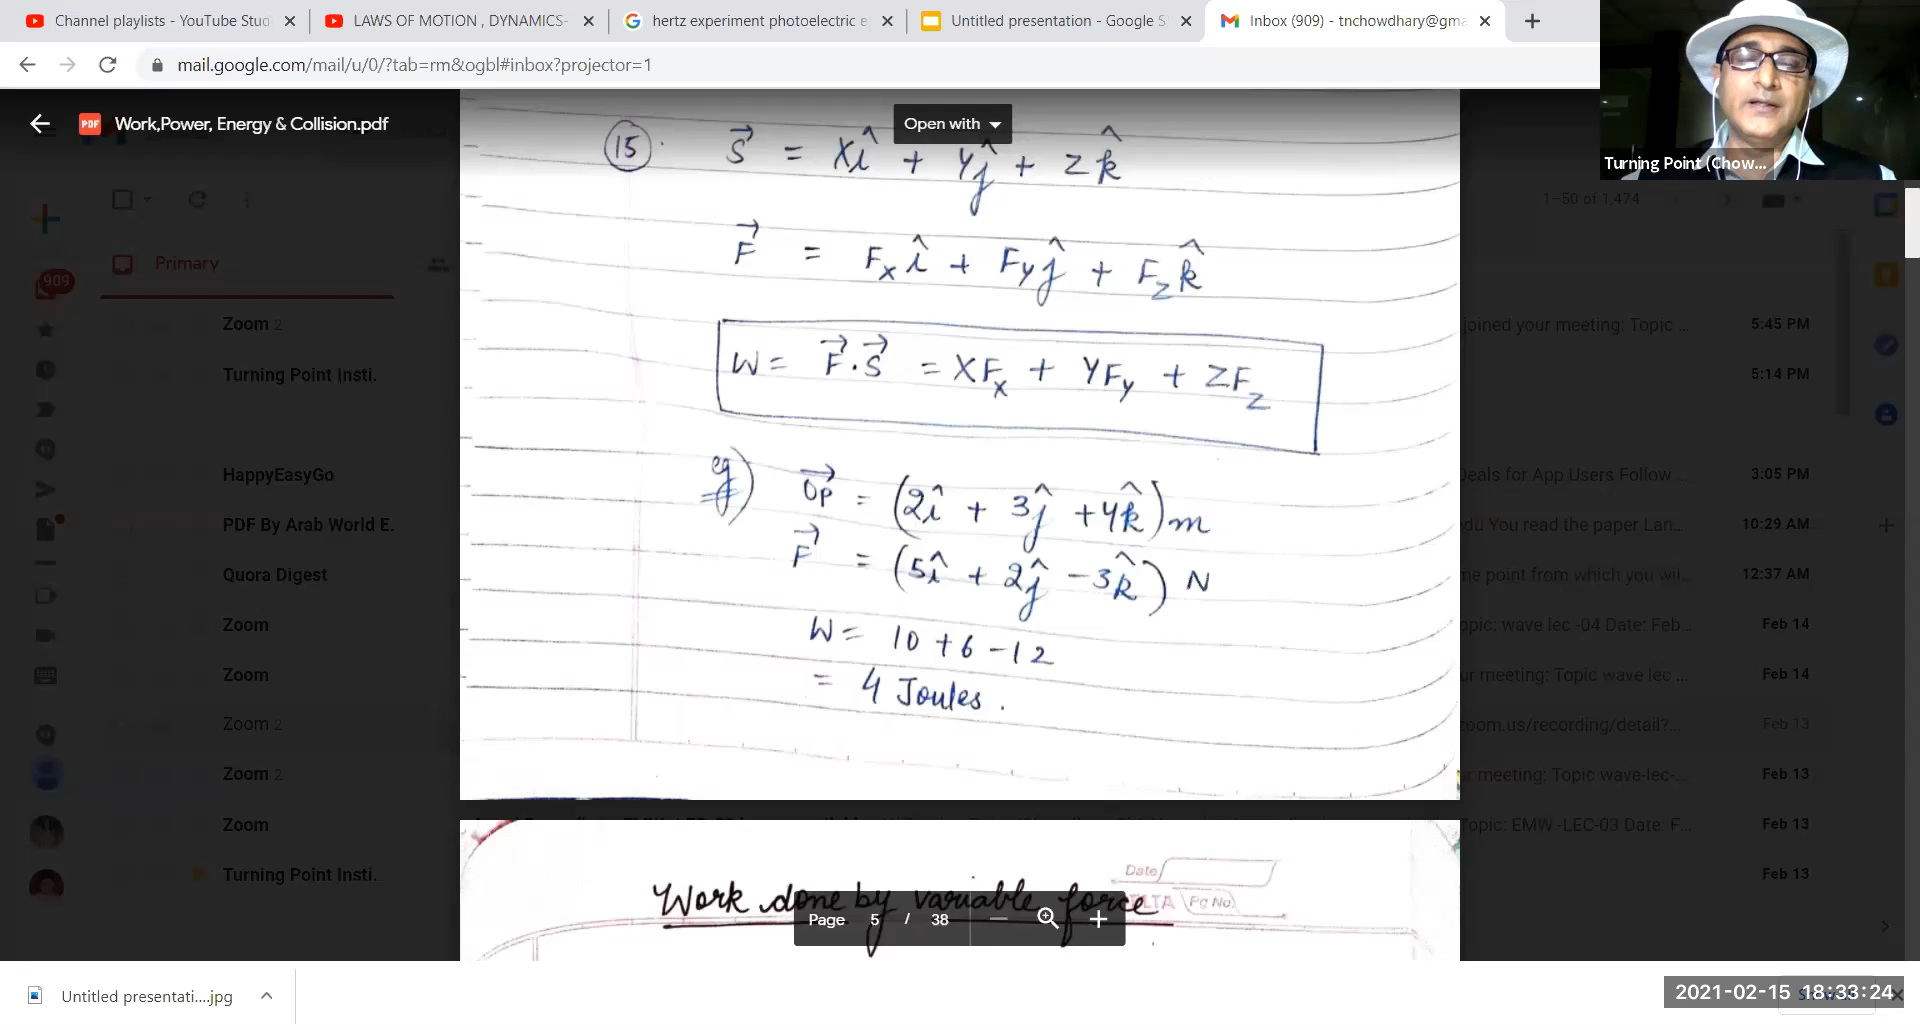 Channel playlists - YouTube Stud
LAWS OF MOTION , DYNAMICS-
hertz experiment photoelectric e
Untitled presentation - Google S
Inbox (909) - tnchowdhary@gma
mail.google.com/mail/u/0/?tab=rm&ogbl#inbox?projector=1
Turning Point (Chow...
PDF
Work,Power, Energy & Collision.pdf
Open with
1–50 of 1,474
Primary
909
Zoom 2
joined your meeting: Topic ...
5:45 PM
Turning Point Insti.
5:14 PM
HappyEasyGo
Deals for App Users Follow ...
3:05 PM
PDF By Arab World E.
edu You read the paper Lan...
10:29 AM
Quora Digest
me point from which you wil...
12:37 AM
Zoom
opic: wave lec -04 Date: Feb...
Feb 14
Zoom
ur meeting: Topic wave lec ...
Feb 14
Zoom 2
zoom.us/recording/detail?...
Feb 13
Zoom 2
ur meeting: Topic wave-lec-...
Feb 13
Zoom
Topic: EMW -LEC-03 Date: F...
Feb 13
Turning Point Insti.
Feb 13
(15). S⃗ = Xî + Yĵ + Zk̂
F⃗ = Fxî + Fyĵ + Fzk̂
W = F⃗.S⃗ = XFx + YFy + ZFz
eg) OP⃗ = (2î + 3ĵ + 4k̂)m
F⃗ = (5î + 2ĵ - 3k̂) N
W = 10 + 6 - 12
= 4 Joules.
Date
Work done by variable force
Pg No.
Page 5 / 38
Untitled presentati....jpg
2021-02-15 18:33:24